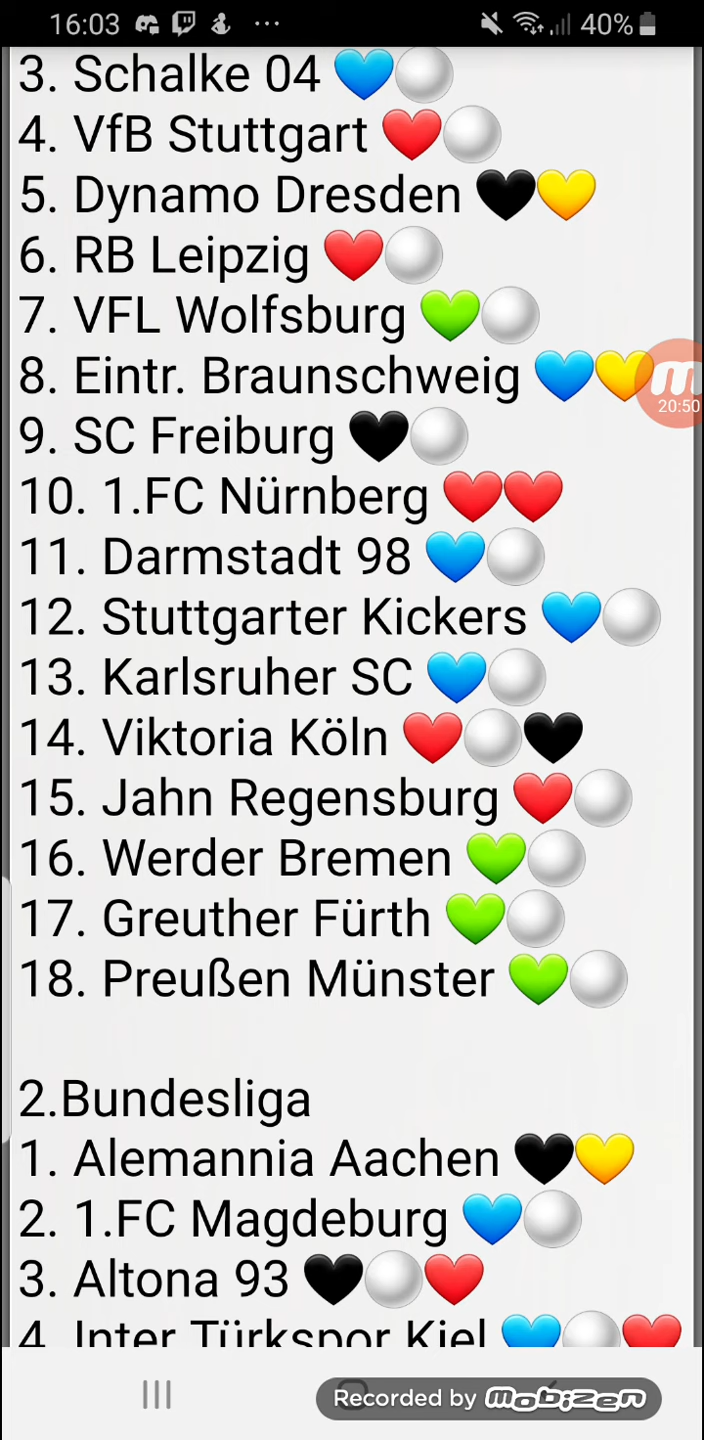 16:03 ... 40%
3. Schalke 04 💙⚪
4. VfB Stuttgart ❤️⚪
5. Dynamo Dresden 🖤💛
6. RB Leipzig ❤️⚪
7. VFL Wolfsburg 💚⚪
8. Eintr. Braunschweig 💙💛
m
20:50
9. SC Freiburg 🖤⚪
10. 1.FC Nürnberg ❤️❤️
11. Darmstadt 98 💙⚪
12. Stuttgarter Kickers 💙⚪
13. Karlsruher SC 💙⚪
14. Viktoria Köln ❤️⚪🖤
15. Jahn Regensburg ❤️⚪
16. Werder Bremen 💚⚪
17. Greuther Fürth 💚⚪
18. Preußen Münster 💚⚪
2.Bundesliga
1. Alemannia Aachen 🖤💛
2. 1.FC Magdeburg 💙⚪
3. Altona 93 🖤⚪❤️
4. Inter Türkspor Kiel 💙⚪❤️
Recorded by mobizen